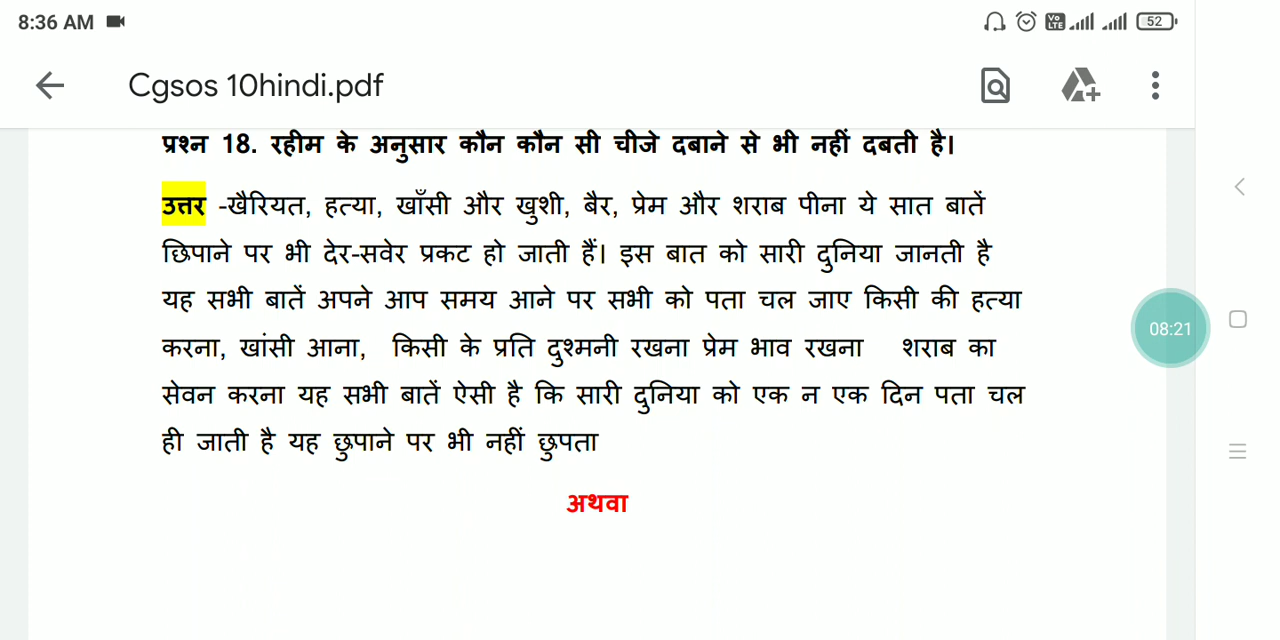 8:36 AM
Vo LTE
52
Cgsos 10hindi.pdf
प्रश्न 18. रहीम के अनुसार कौन कौन सी चीजे दबाने से भी नहीं दबती है।
उत्तर -खैरियत, हत्या, खाँसी और खुशी, बैर, प्रेम और शराब पीना ये सात बातें
छिपाने पर भी देर-सवेर प्रकट हो जाती हैं। इस बात को सारी दुनिया जानती है
यह सभी बातें अपने आप समय आने पर सभी को पता चल जाए किसी की हत्या
करना, खांसी आना, किसी के प्रति दुश्मनी रखना प्रेम भाव रखना शराब का
सेवन करना यह सभी बातें ऐसी है कि सारी दुनिया को एक न एक दिन पता चल
ही जाती है यह छुपाने पर भी नहीं छुपता
अथवा
08:21